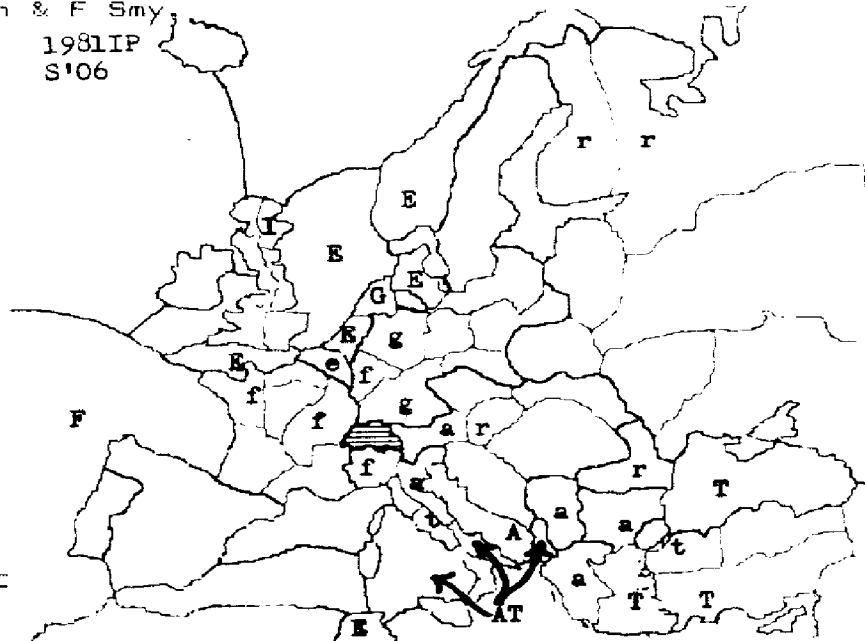 n & F Smy,
1981IP
S'06
r r
E
I
E
E
G
E g
E e f
f g
F f a r
f a r T
t A a a t
a
T T
AT
E